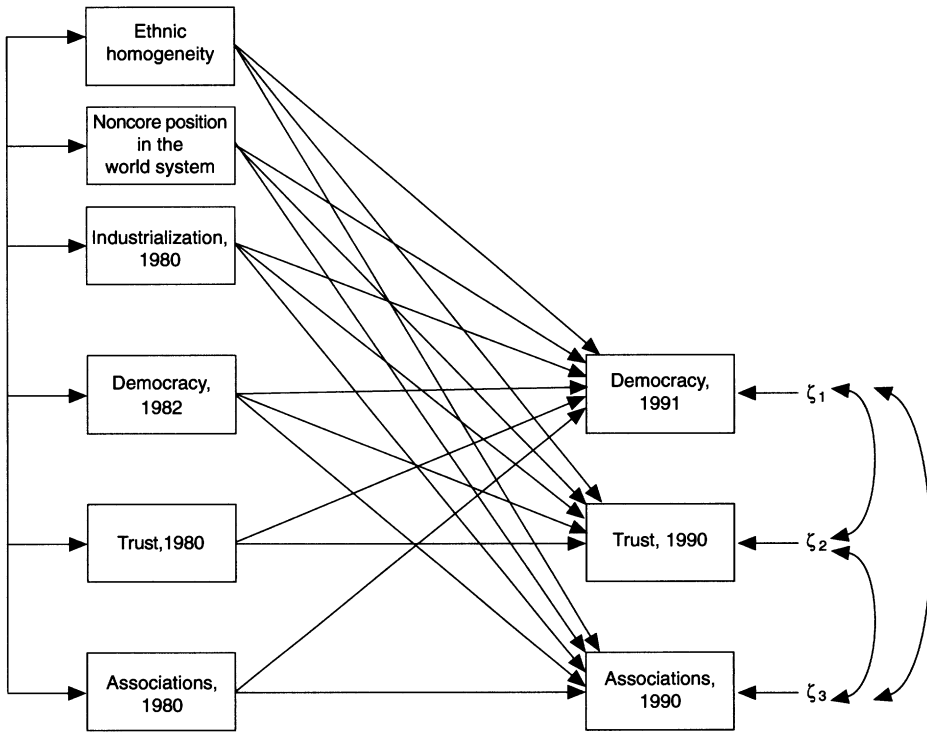 Ethnic
homogeneity
Noncore position
in the
world system
Industrialization,
1980
Democracy,
1982
Trust,1980
Associations,
1980
Democracy,
1991
Trust, 1990
Associations,
1990
ζ1
ζ2
ζ3